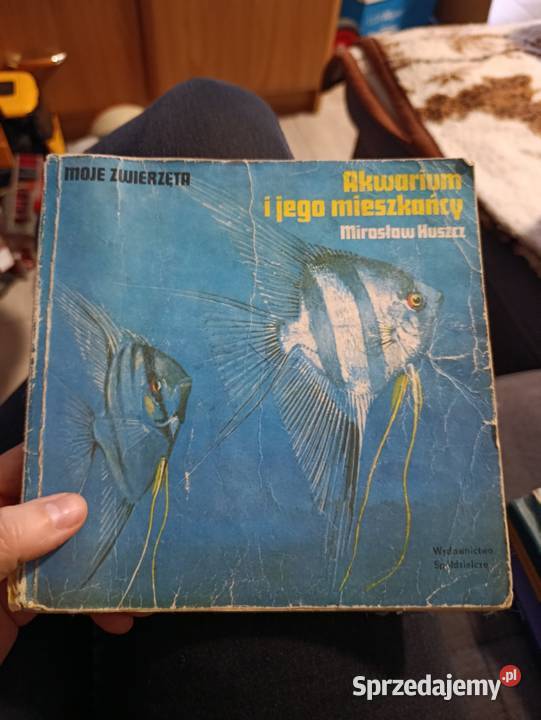 MOJE ZWIERZĘTA
Akwarium
i jego mieszkańcy
Mirosław Huszcz
Wydawnictwo
Spółdzielcze
Sprzedajemy.pl